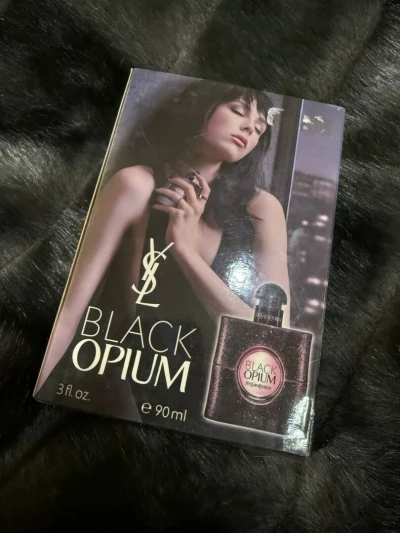 YSL
BLACK
OPIUM
3 fl. oz. ℮ 90 ml
BLACK
OPIUM